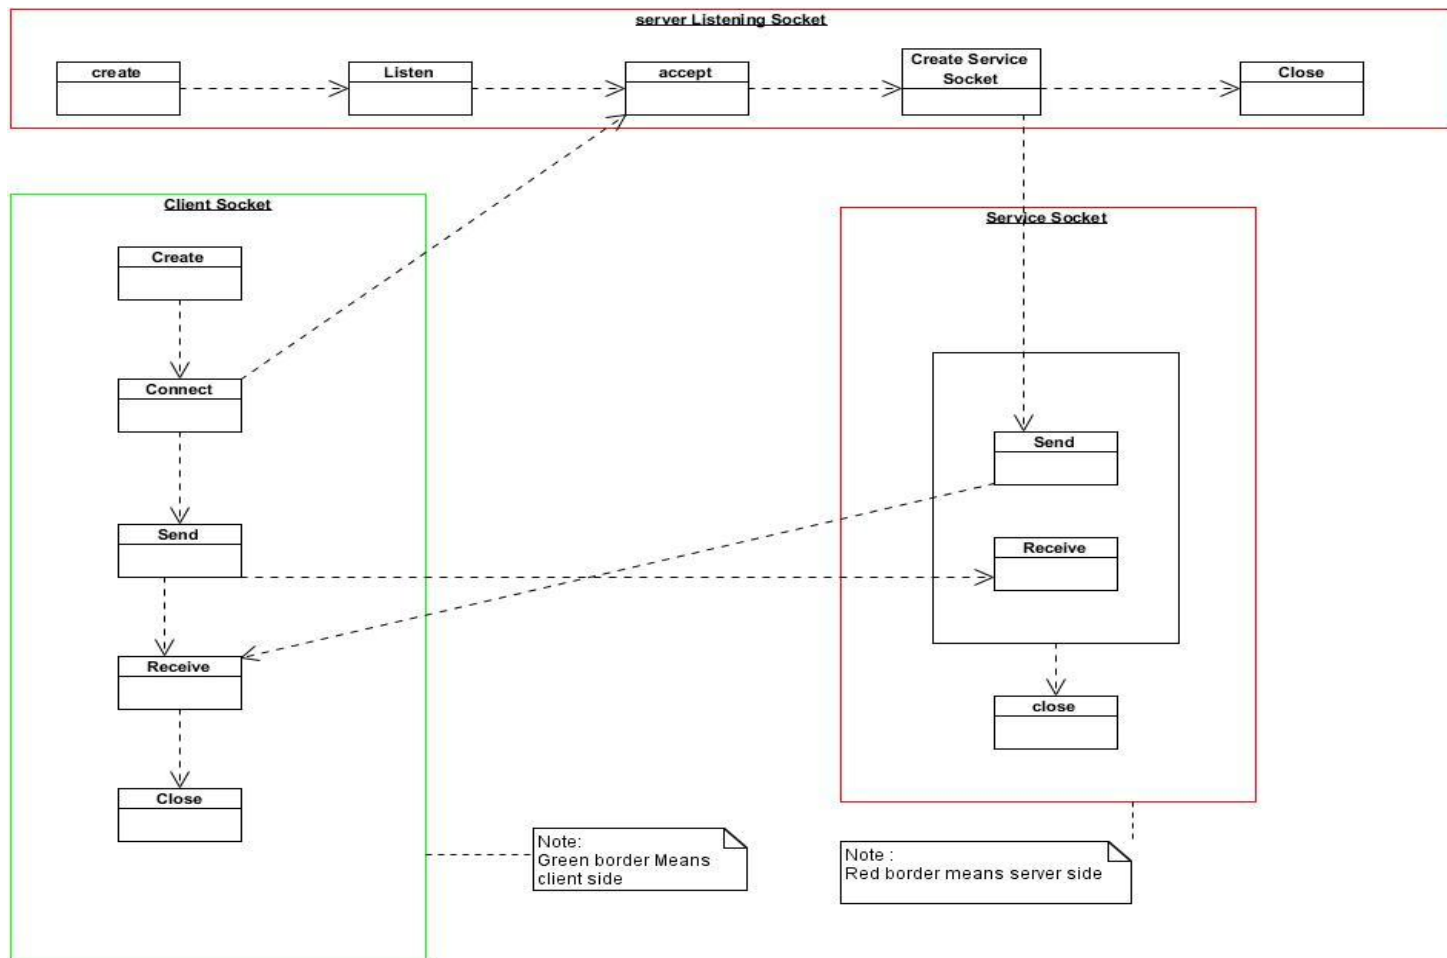 server Listening Socket
create
Listen
accept
Create Service
Socket
Close
Client Socket
Create
Connect
Send
Receive
Close
Service Socket
Send
Receive
close
Note:
Green border Means
client side
Note :
Red border means server side